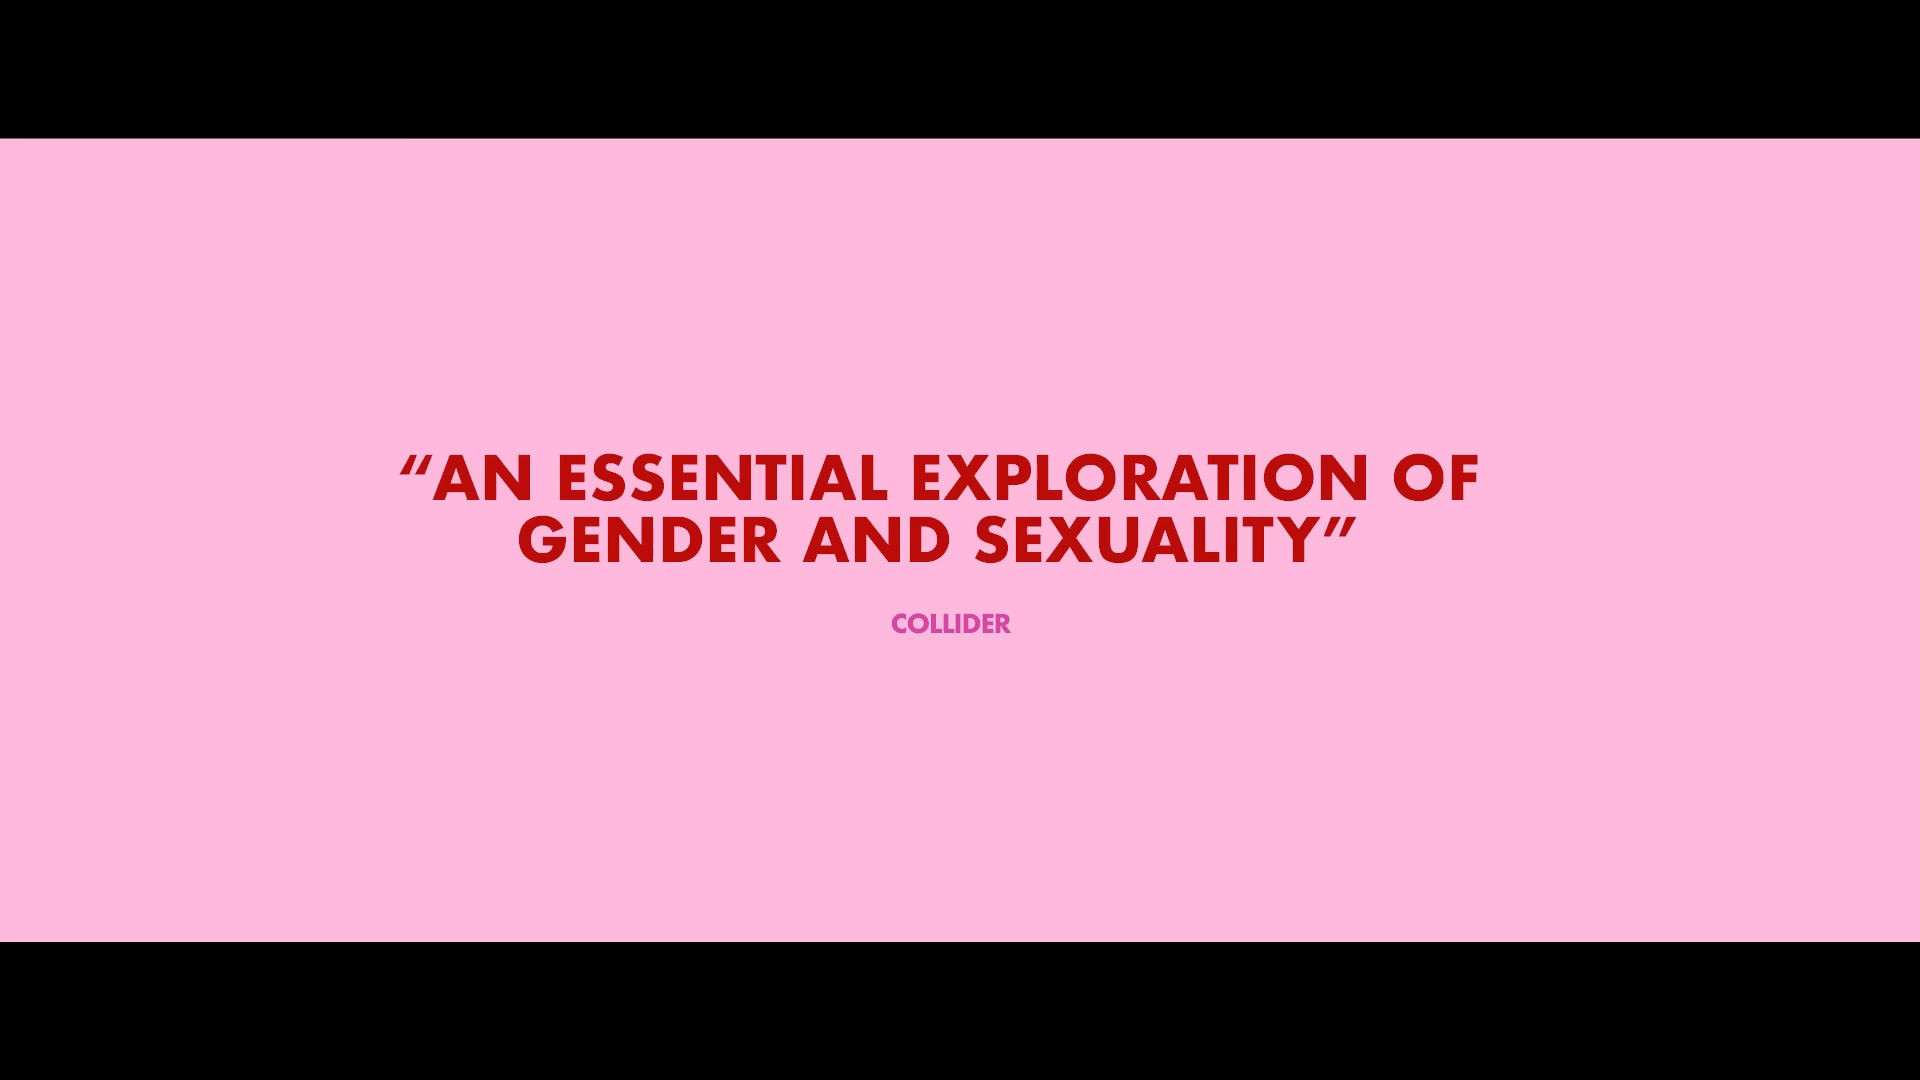 “AN ESSENTIAL EXPLORATION OF
GENDER AND SEXUALITY”
COLLIDER